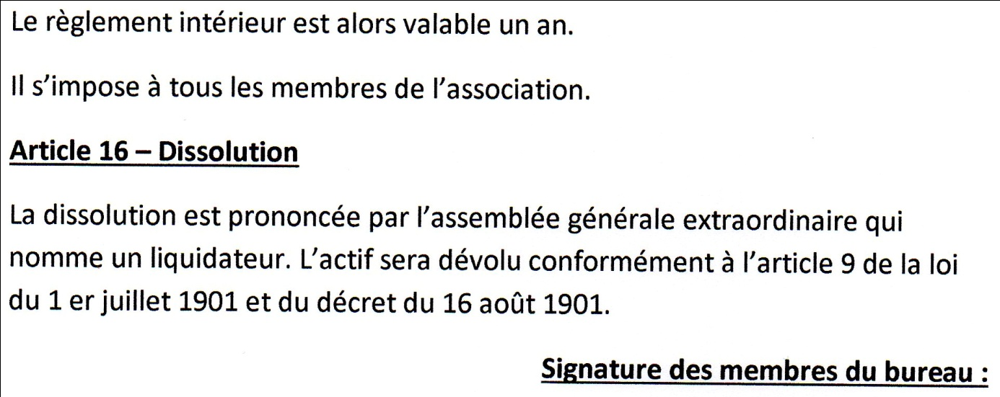 Le règlement intérieur est alors valable un an.
Il s’impose à tous les membres de l’association.
Article 16 – Dissolution
La dissolution est prononcée par l’assemblée générale extraordinaire qui
nomme un liquidateur. L’actif sera dévolu conformément à l’article 9 de la loi
du 1 er juillet 1901 et du décret du 16 août 1901.
Signature des membres du bureau :